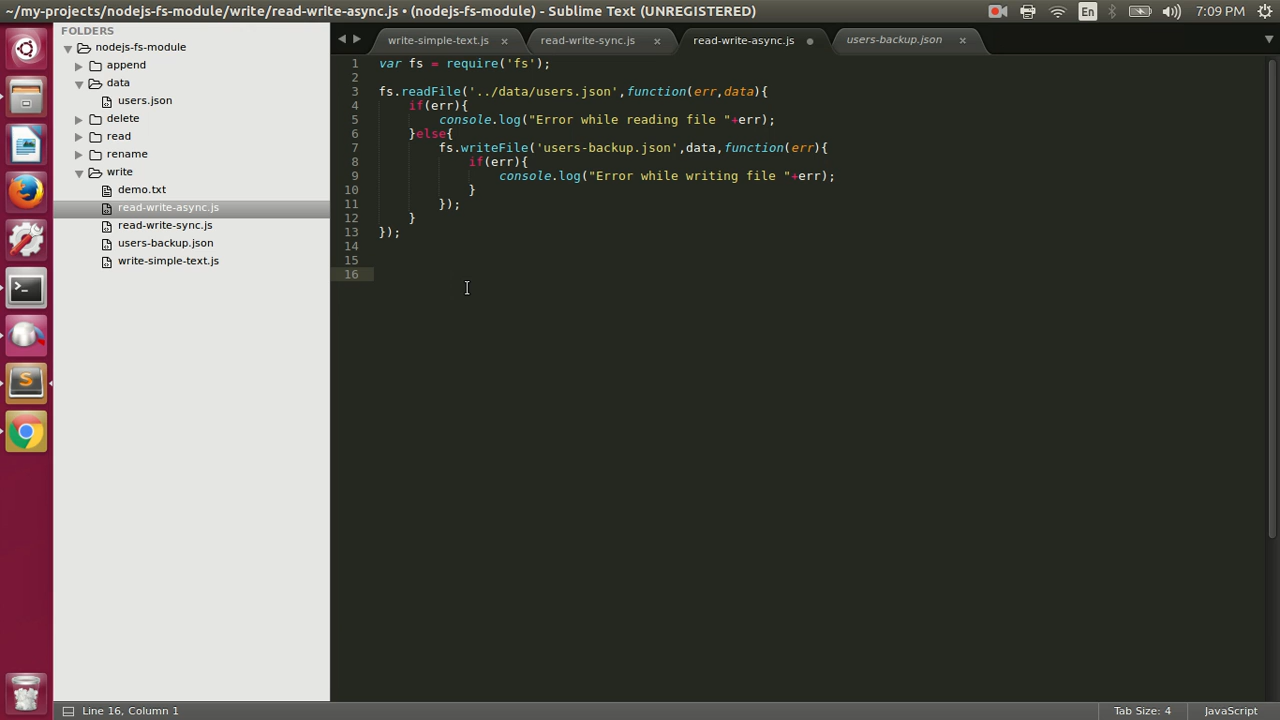 ~/my-projects/nodejs-fs-module/write/read-write-async.js • (nodejs-fs-module) - Sublime Text (UNREGISTERED)
En
7:09 PM
FOLDERS
nodejs-fs-module
append
data
users.json
delete
read
rename
write
demo.txt
read-write-async.js
read-write-sync.js
users-backup.json
write-simple-text.js
write-simple-text.js ×
read-write-sync.js ×
read-write-async.js
users-backup.json ×
1 var fs = require('fs');
2
3 fs.readFile('../data/users.json',function(err,data){
4 if(err){
5 console.log("Error while reading file "+err);
6 }else{
7 fs.writeFile('users-backup.json',data,function(err){
8 if(err){
9 console.log("Error while writing file "+err);
10 }
11 });
12 }
13 });
14
15
16
S
Line 16, Column 1
Tab Size: 4
JavaScript